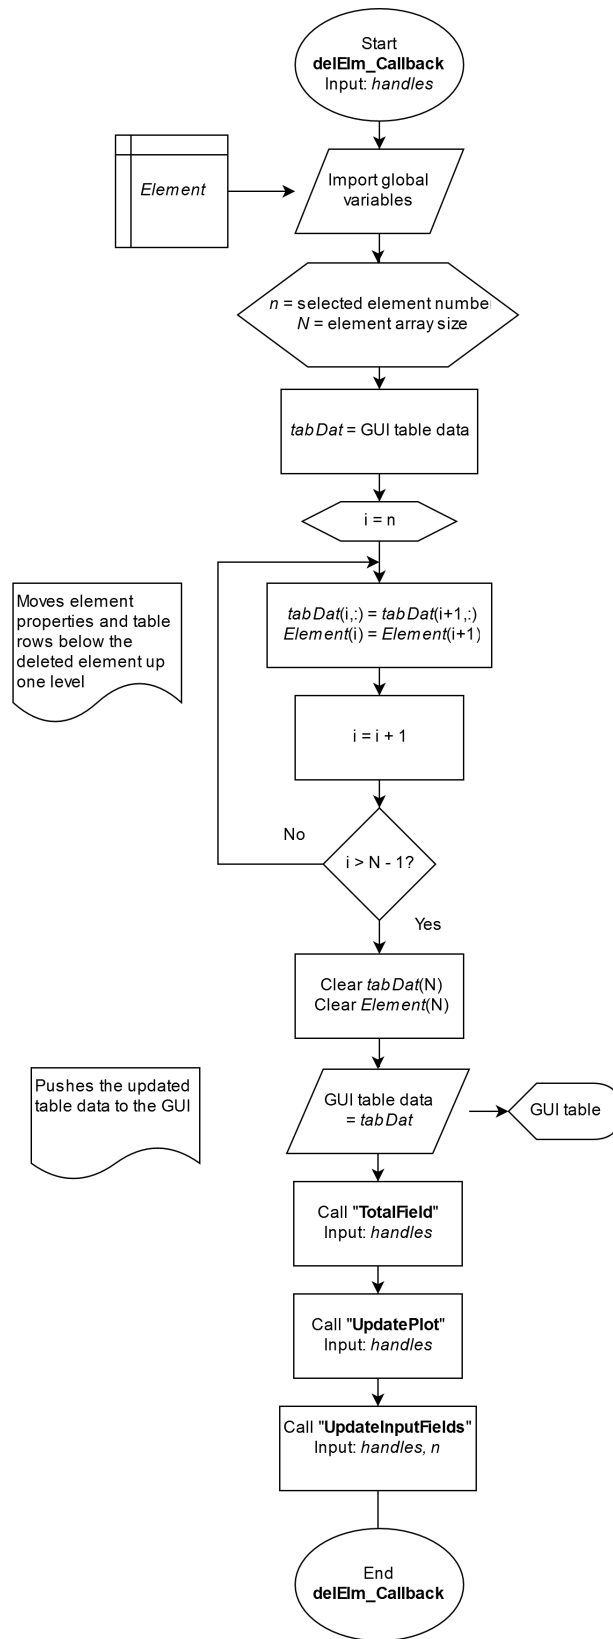 Start
delElm_Callback
Input: handles
Element
Import global
variables
n = selected element numbe
N = element array size
tabDat = GUI table data
i = n
Moves element
properties and table
rows below the
deleted element up
one level
tabDat(i,:) = tabDat(i+1,:)
Element(i) = Element(i+1)
i = i + 1
No
i > N - 1?
Yes
Clear tabDat(N)
Clear Element(N)
Pushes the updated
table data to the GUI
GUI table data
= tabDat
GUI table
Call "TotalField"
Input: handles
Call "UpdatePlot"
Input: handles
Call "UpdateInputFields"
Input: handles, n
End
delElm_Callback